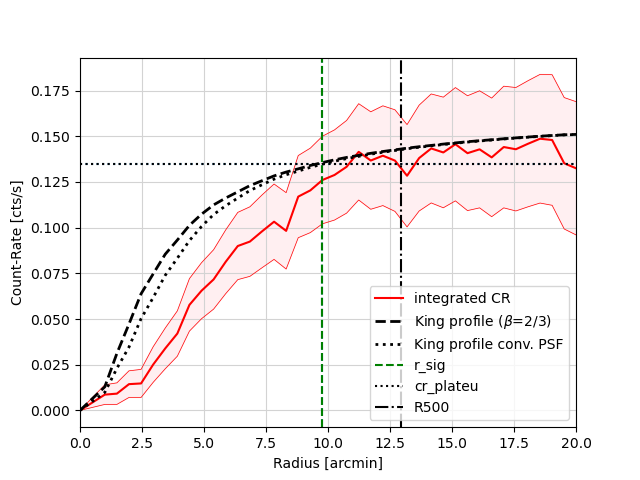 0.175
0.150
0.125
0.100
0.075
0.050
0.025
0.000
Count-Rate [cts/s]
integrated CR
King profile (β=2/3)
King profile conv. PSF
r_sig
cr_plateu
R500
0.0 2.5 5.0 7.5 10.0 12.5 15.0 17.5 20.0
Radius [arcmin]